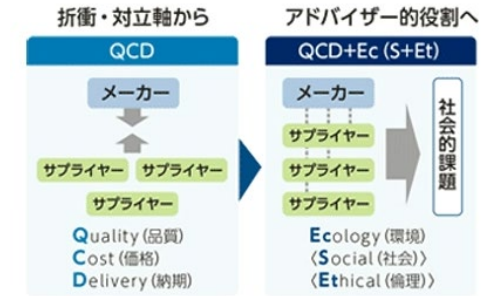 折衝・対立軸から
QCD
メーカー
サプライヤー サプライヤー
サプライヤー
Quality(品質)
Cost(価格)
Delivery(納期)
アドバイザー的役割へ
QCD+Ec(S+Et)
メーカー
サプライヤー
サプライヤー
サプライヤー
社会的課題
Ecology(環境)
〈Social(社会)〉
〈Ethical(倫理)〉